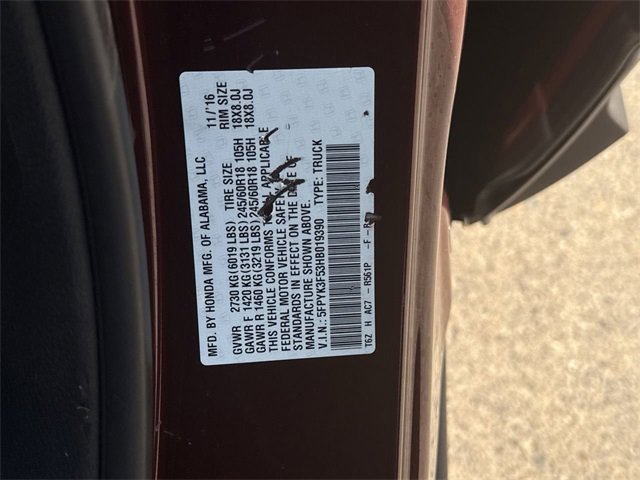 MFD. BY HONDA MFG. OF ALABAMA, LLC 11/'16
GVWR 2730 KG (6019 LBS) TIRE SIZE RIM SIZE
GAWR F 1420 KG(3131 LBS) 245/60R18 105H 18X8.0J
GAWR R 1460 KG(3219 LBS) 245/60R18 105H 18X8.0J
THIS VEHICLE CONFORMS TO APPLICABLE
FEDERAL MOTOR VEHICLE SAFETY
STANDARDS IN EFFECT ON THE DATE OF
MANUFACTURE SHOWN ABOVE.
V.I.N.: 5FPYK3F53HB019390 TYPE: TRUCK
T6Z H AC7 - R561P -F-